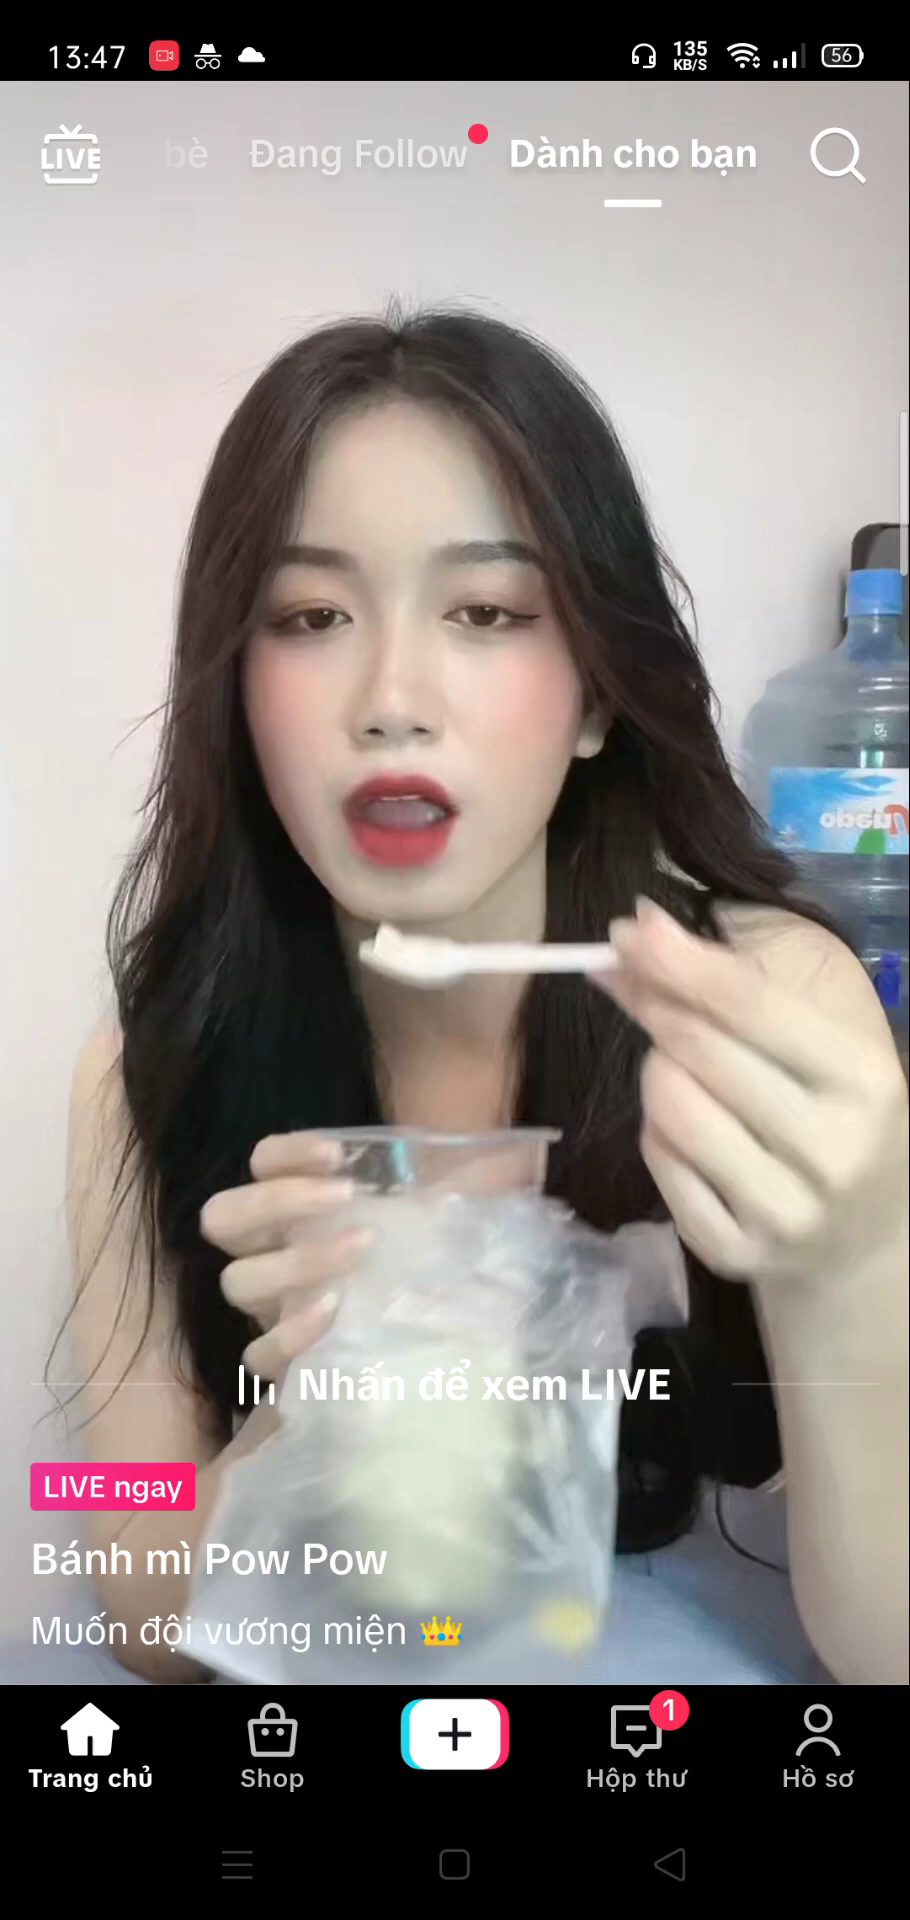 13:47
135
KB/S
56
LIVE
bè
Đang Follow
Dành cho bạn
Nhấn để xem LIVE
LIVE ngay
Bánh mì Pow Pow
Muốn đội vương miện 👑
1
Trang chủ
Shop
Hộp thư
Hồ sơ